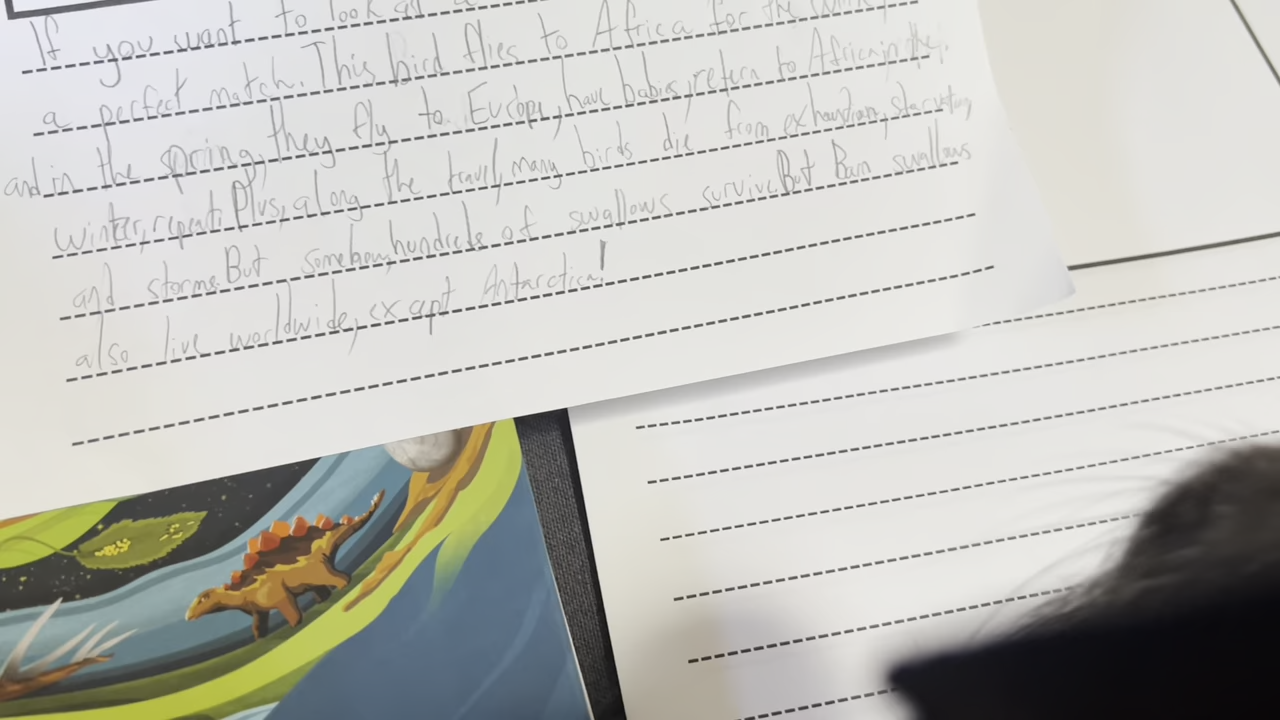 If you want to look at a
a perfect match. This bird flies to Africa for the winter
and in the spring, they fly to Europe, have babies, return to Africa in the
winter, repeat. Plus, along the travel, many birds die from starvation,
and storms. But somehow, hundreds of swallows survive. But Barn swallows
also live worldwide, except Antarctica!